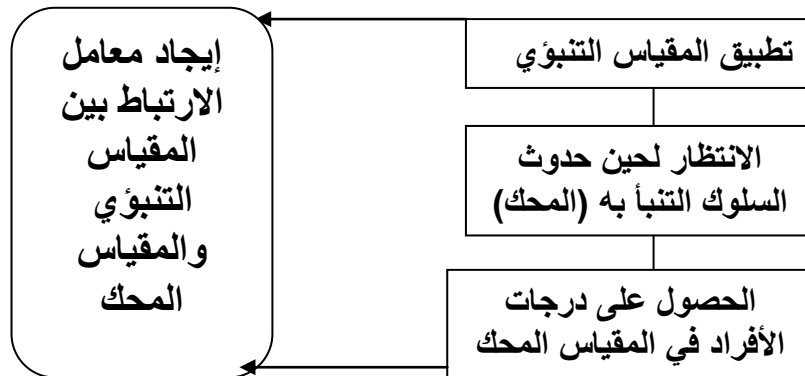 تطبيق المقياس التنبؤي
الانتظار لحين حدوث
السلوك التنبأ به (المحك)
الحصول على درجات
الأفراد في المقياس المحك
إيجاد معامل
الارتباط بين
المقياس
التنبؤي
والمقياس
المحك